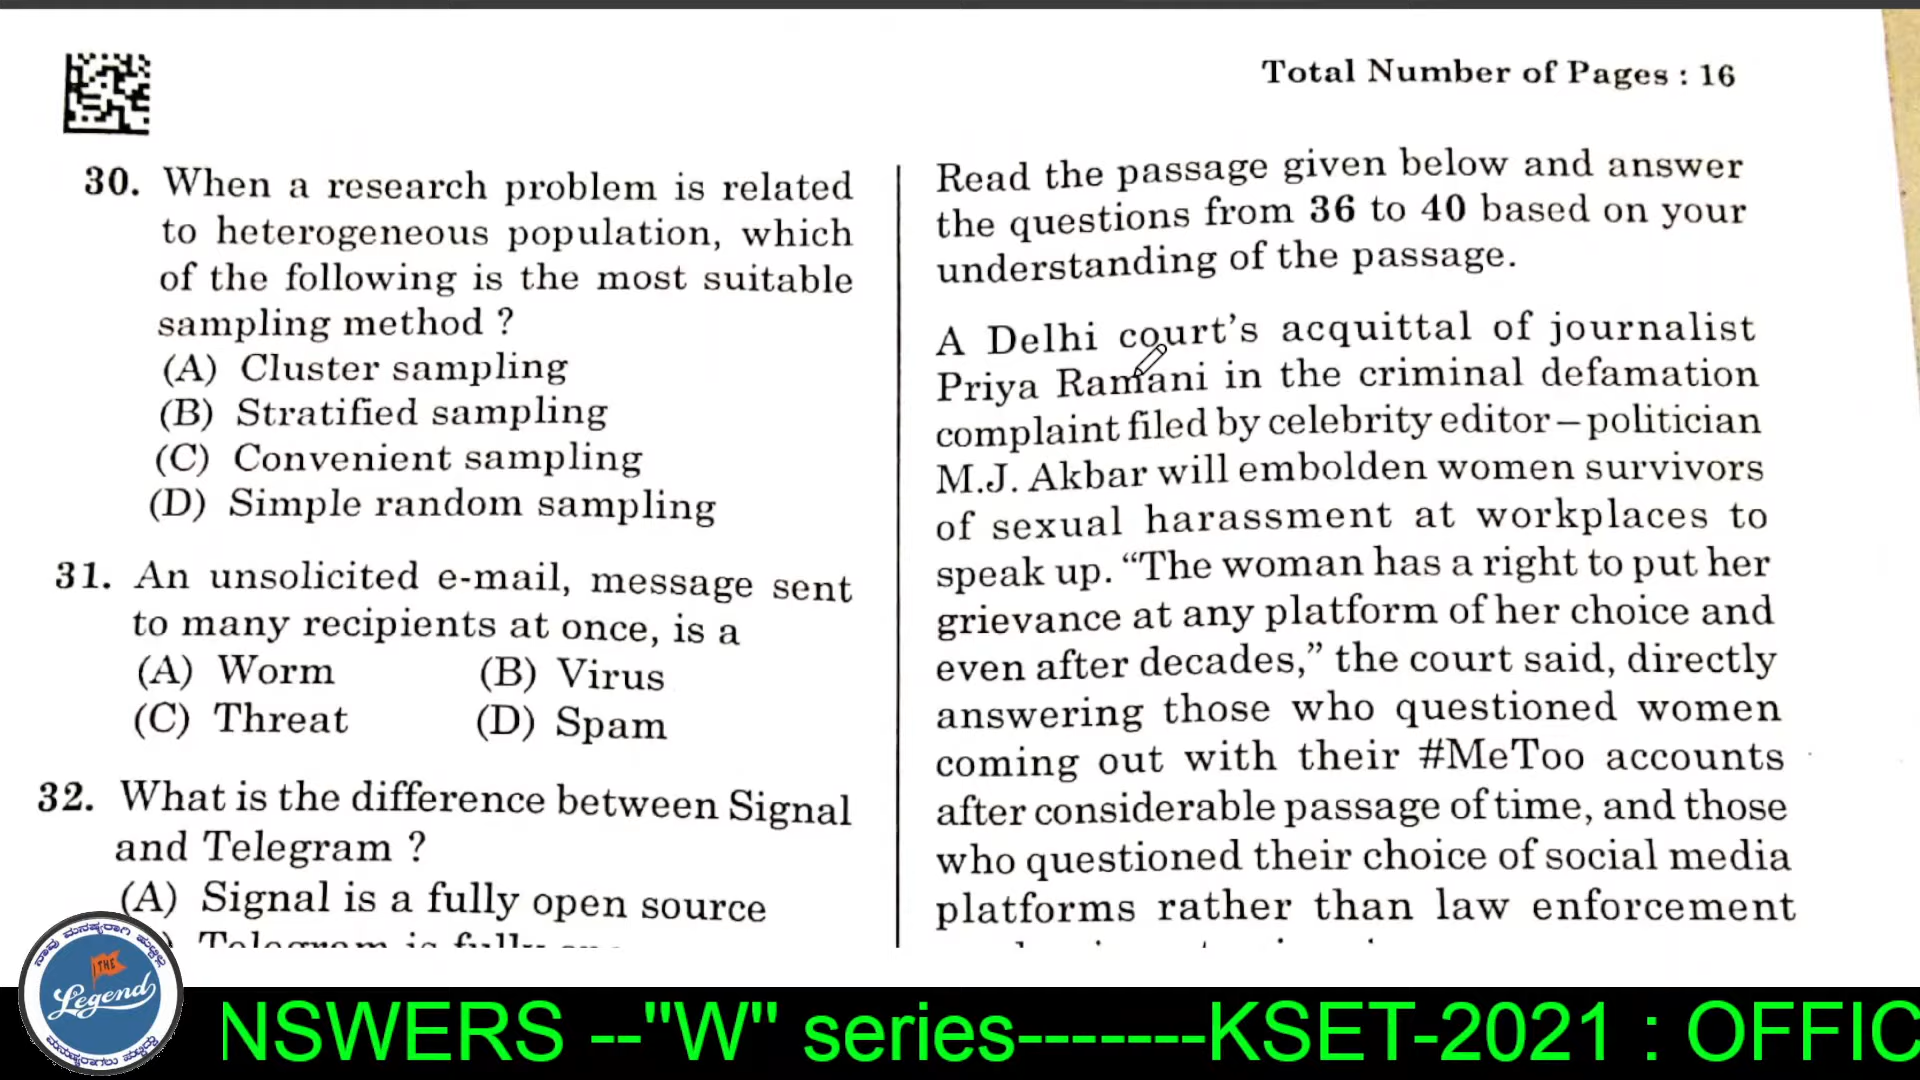 Total Number of Pages : 16
30. When a research problem is related
to heterogeneous population, which
of the following is the most suitable
sampling method ?
(A) Cluster sampling
(B) Stratified sampling
(C) Convenient sampling
(D) Simple random sampling
31. An unsolicited e-mail, message sent
to many recipients at once, is a
(A) Worm (B) Virus
(C) Threat (D) Spam
32. What is the difference between Signal
and Telegram ?
(A) Signal is a fully open source
Read the passage given below and answer
the questions from 36 to 40 based on your
understanding of the passage.
A Delhi court's acquittal of journalist
Priya Ramani in the criminal defamation
complaint filed by celebrity editor – politician
M.J. Akbar will embolden women survivors
of sexual harassment at workplaces to
speak up. “The woman has a right to put her
grievance at any platform of her choice and
even after decades,” the court said, directly
answering those who questioned women
coming out with their #MeToo accounts
after considerable passage of time, and those
who questioned their choice of social media
platforms rather than law enforcement
THE
Legend
NSWERS --"W" series-------KSET-2021 : OFFIC